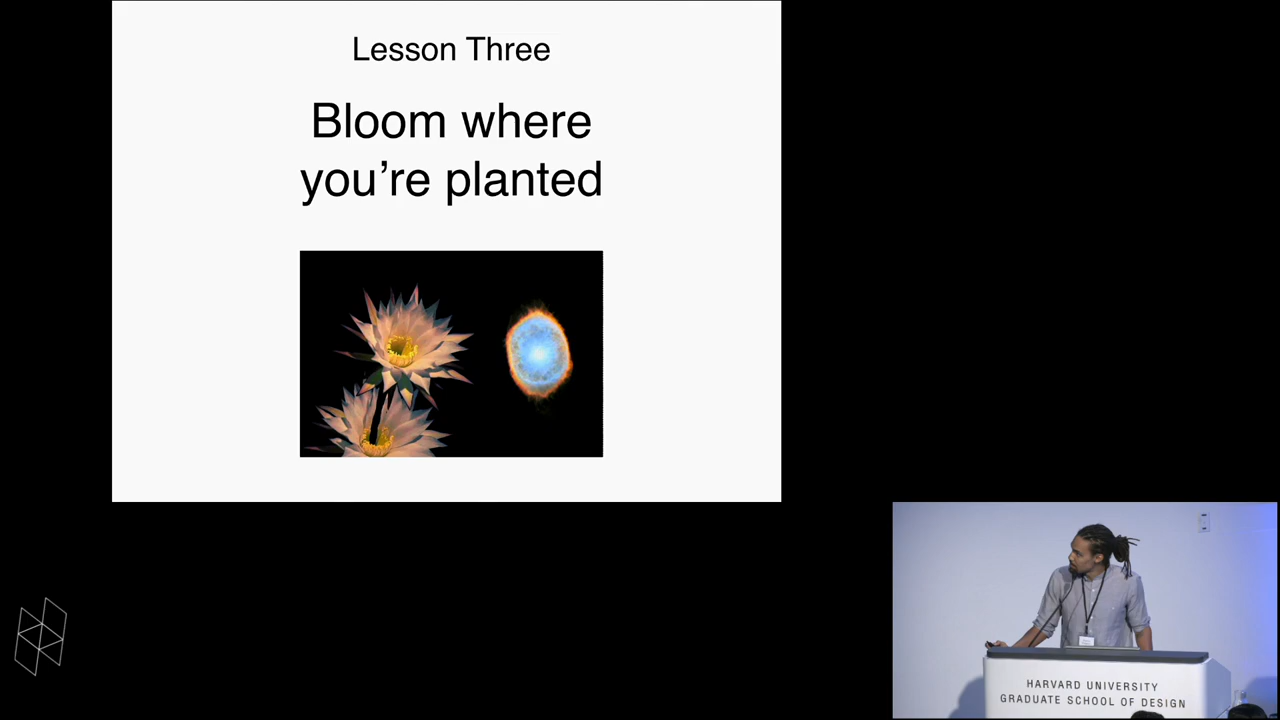 Lesson Three
Bloom where
you’re planted
HARVARD UNIVERSITY
GRADUATE SCHOOL OF DESIGN